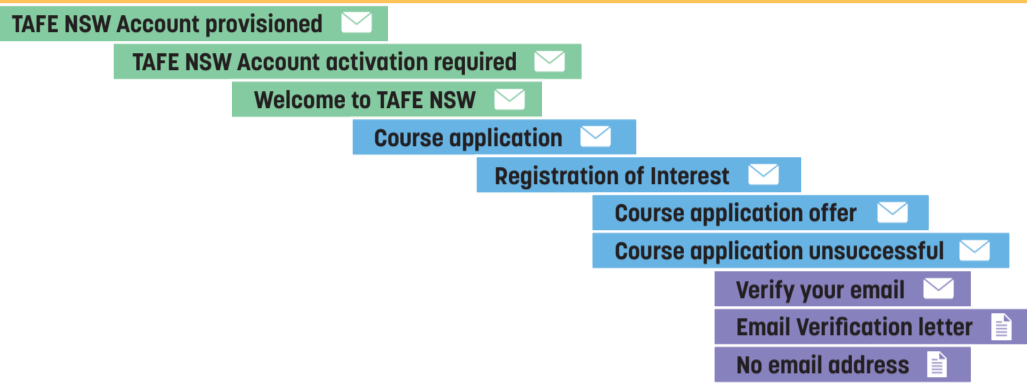 TAFE NSW Account provisioned
TAFE NSW Account activation required
Welcome to TAFE NSW
Course application
Registration of Interest
Course application offer
Course application unsuccessful
Verify your email
Email Verification letter
No email address